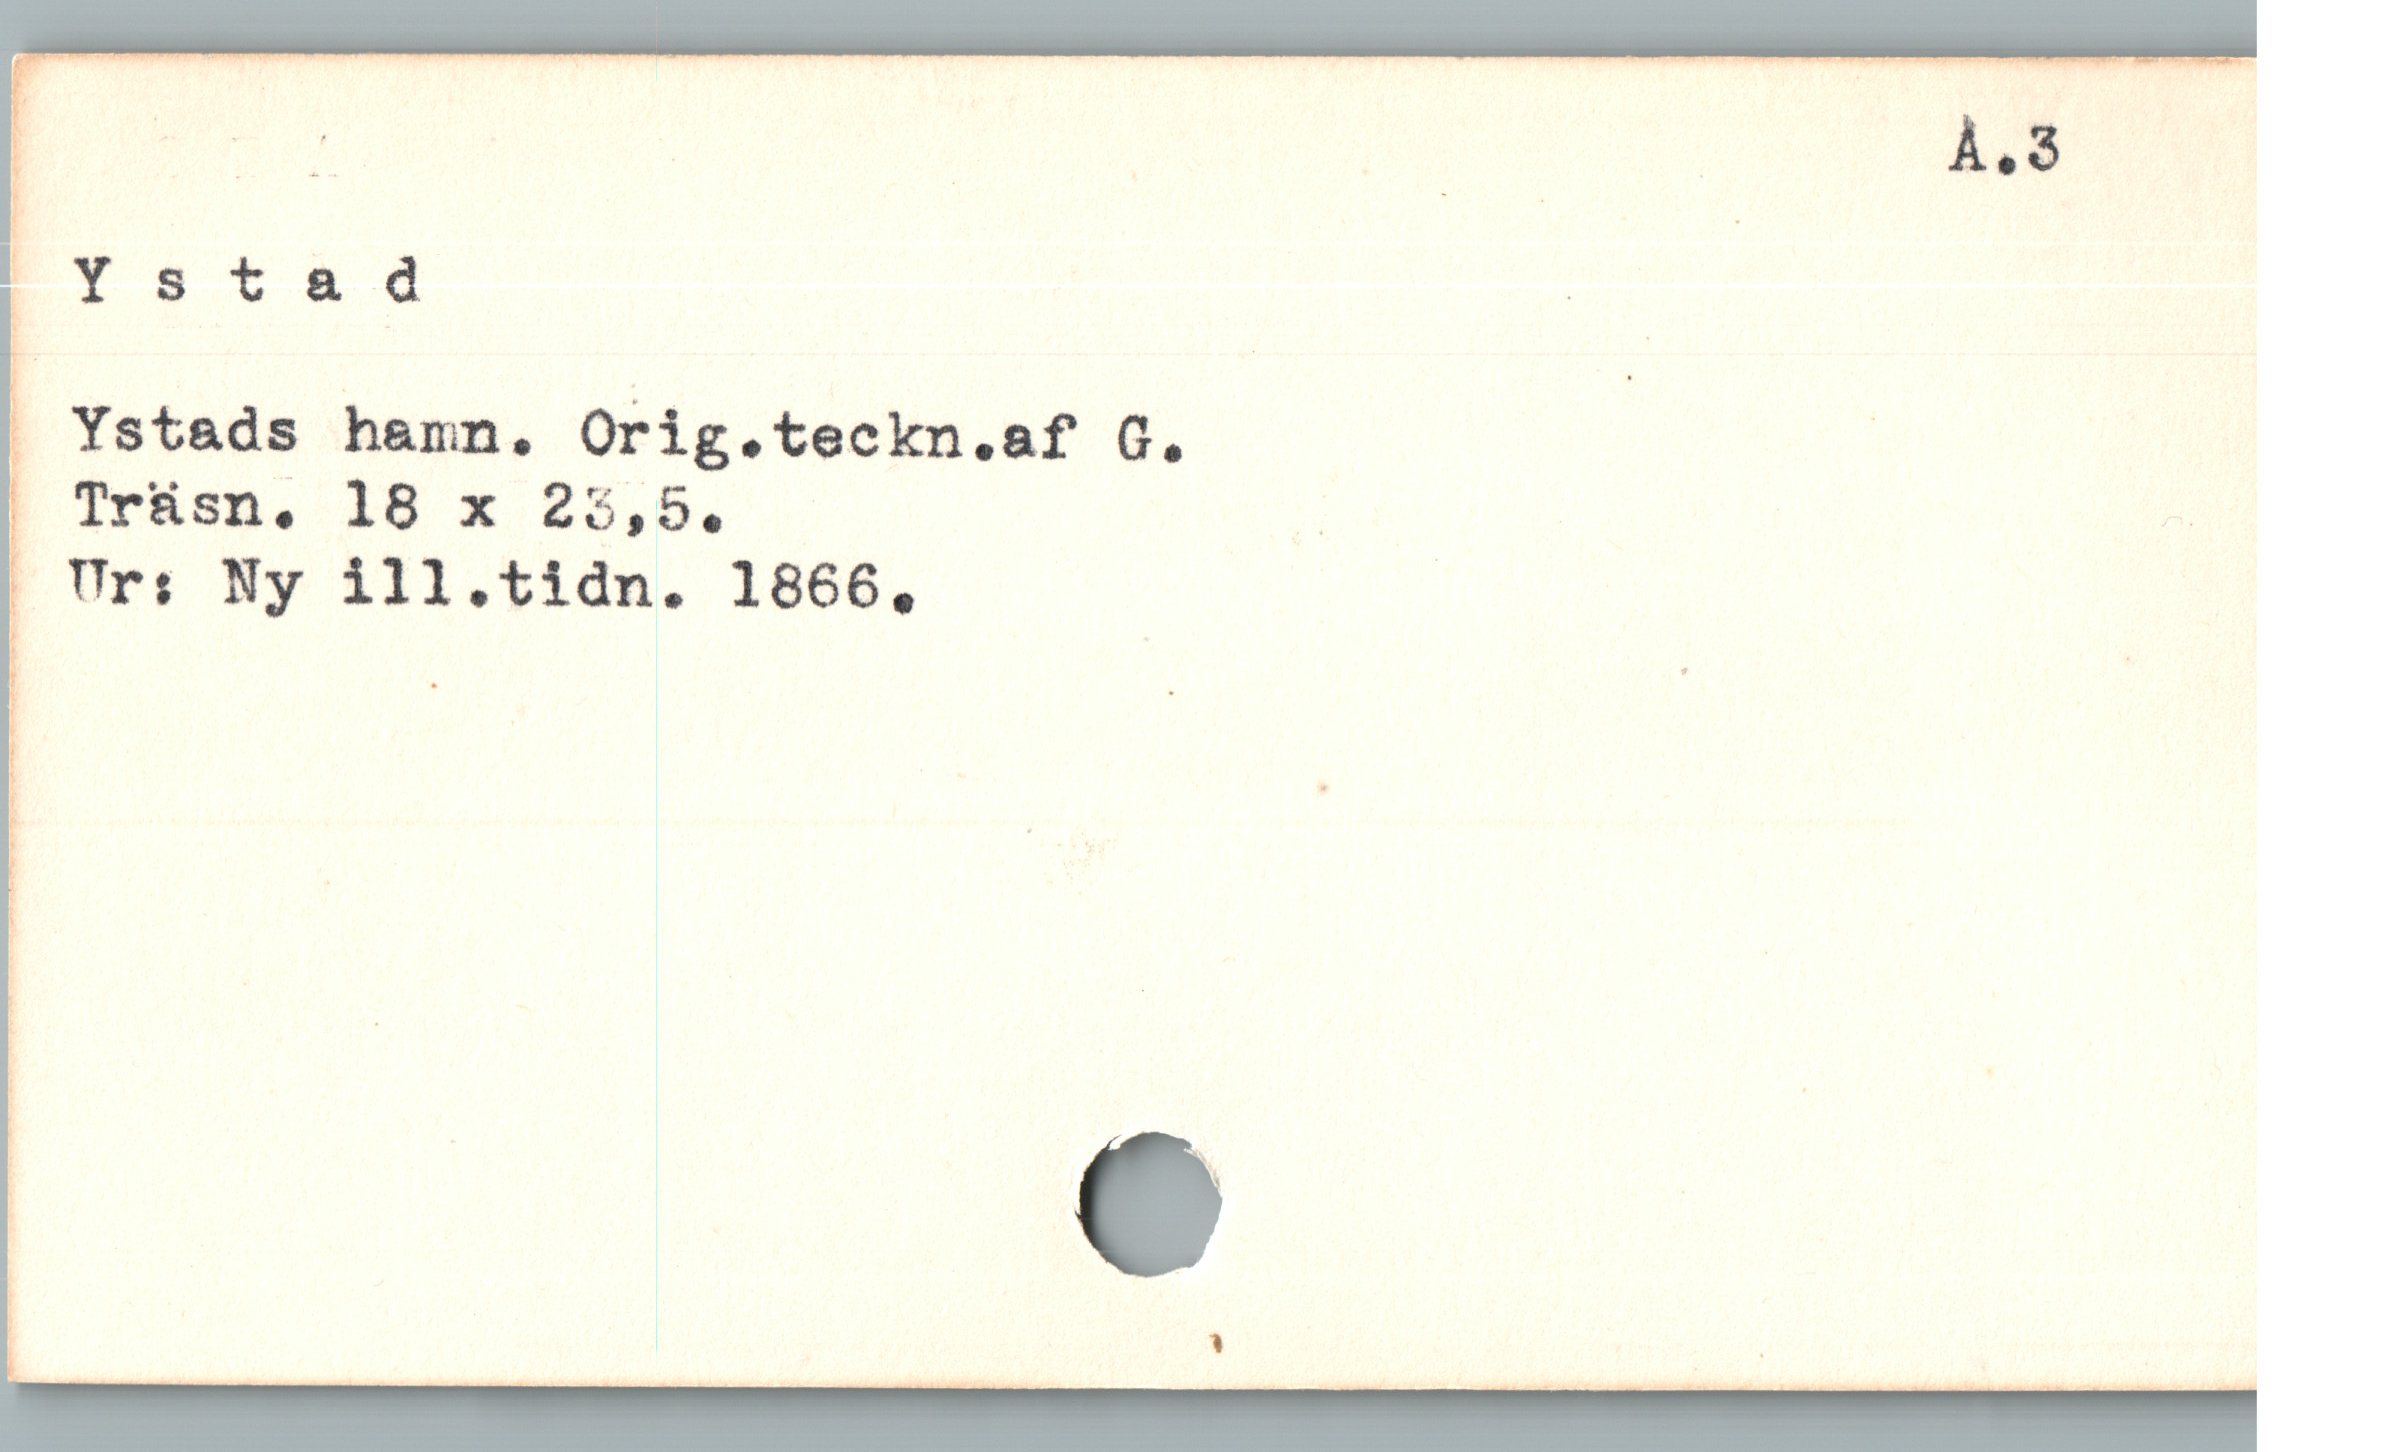 A.3
Y s t a d
Ystads hamn. Orig.teckn.af G.
Träsn. 18 x 23,5.
Ur: Ny ill.tidn. 1866.